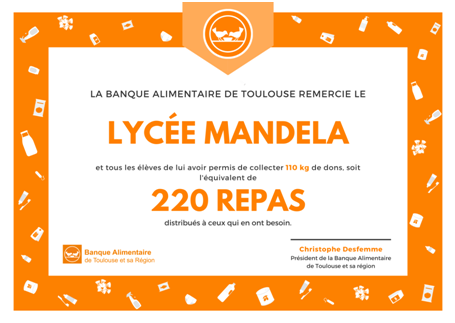 LA BANQUE ALIMENTAIRE DE TOULOUSE REMERCIE LE
LYCÉE MANDELA
et tous les élèves de lui avoir permis de collecter 110 kg de dons, soit
l'équivalent de
220 REPAS
distribués à ceux qui en ont besoin.
Banque Alimentaire
de Toulouse et sa Région
Christophe Desfemme
Président de la Banque Alimentaire
de Toulouse et sa région